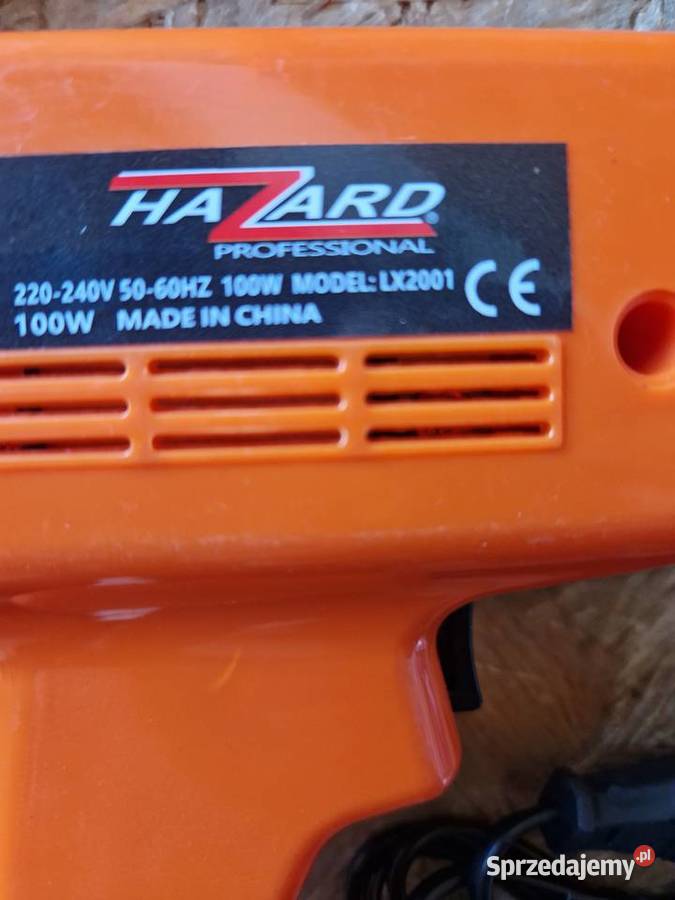 HAZARD®
PROFESSIONAL
220-240V 50-60HZ 100W MODEL: LX2001 CE
100W MADE IN CHINA
Sprzedajemy.pl